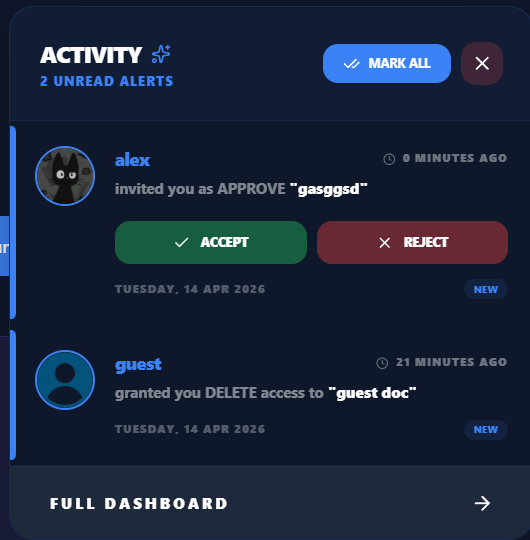 ACTIVITY
2 UNREAD ALERTS
MARK ALL
alex
0 MINUTES AGO
invited you as APPROVE "gasggsd"
ACCEPT
REJECT
TUESDAY, 14 APR 2026
NEW
guest
21 MINUTES AGO
granted you DELETE access to "guest doc"
TUESDAY, 14 APR 2026
NEW
FULL DASHBOARD